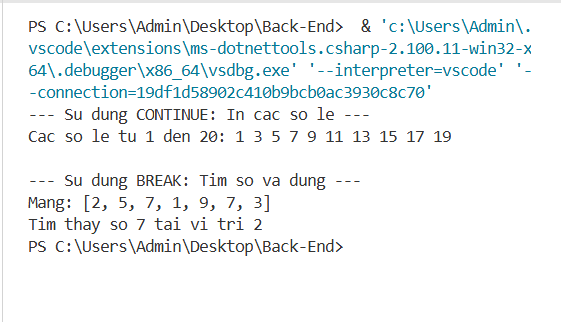 PS C:\Users\Admin\Desktop\Back-End>  & 'c:\Users\Admin\.
vscode\extensions\ms-dotnettools.csharp-2.100.11-win32-x
64\.debugger\x86_64\vsdbg.exe' '--interpreter=vscode' '-
-connection=19df1d58902c410b9bcb0ac3930c8c70'
--- Su dung CONTINUE: In cac so le ---
Cac so le tu 1 den 20: 1 3 5 7 9 11 13 15 17 19
--- Su dung BREAK: Tim so va dung ---
Mang: [2, 5, 7, 1, 9, 7, 3]
Tim thay so 7 tai vi tri 2
PS C:\Users\Admin\Desktop\Back-End>